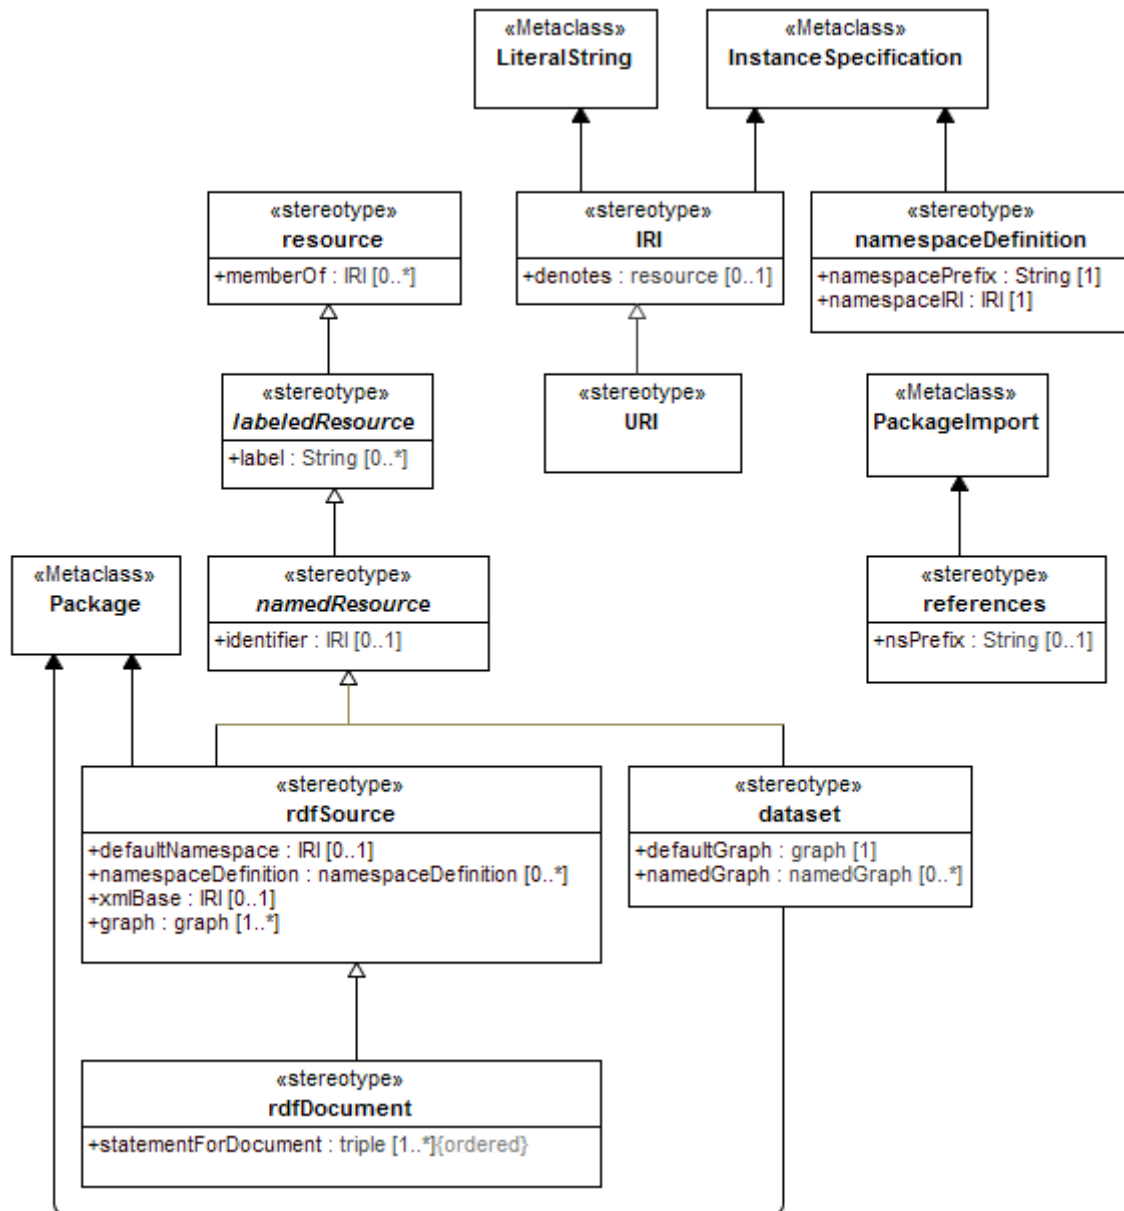 «Metaclass»
LiteralString
«Metaclass»
InstanceSpecification
«stereotype»
resource
+memberOf : IRI [0..*]
«stereotype»
IRI
+denotes : resource [0..1]
«stereotype»
namespaceDefinition
+namespacePrefix : String [1]
+namespaceIRI : IRI [1]
«stereotype»
labeledResource
+label : String [0..*]
«stereotype»
URI
«Metaclass»
PackageImport
«Metaclass»
Package
«stereotype»
namedResource
+identifier : IRI [0..1]
«stereotype»
references
+nsPrefix : String [0..1]
«stereotype»
rdfSource
+defaultNamespace : IRI [0..1]
+namespaceDefinition : namespaceDefinition [0..*]
+xmlBase : IRI [0..1]
+graph : graph [1..*]
«stereotype»
dataset
+defaultGraph : graph [1]
+namedGraph : namedGraph [0..*]
«stereotype»
rdfDocument
+statementForDocument : triple [1..*]{ordered}